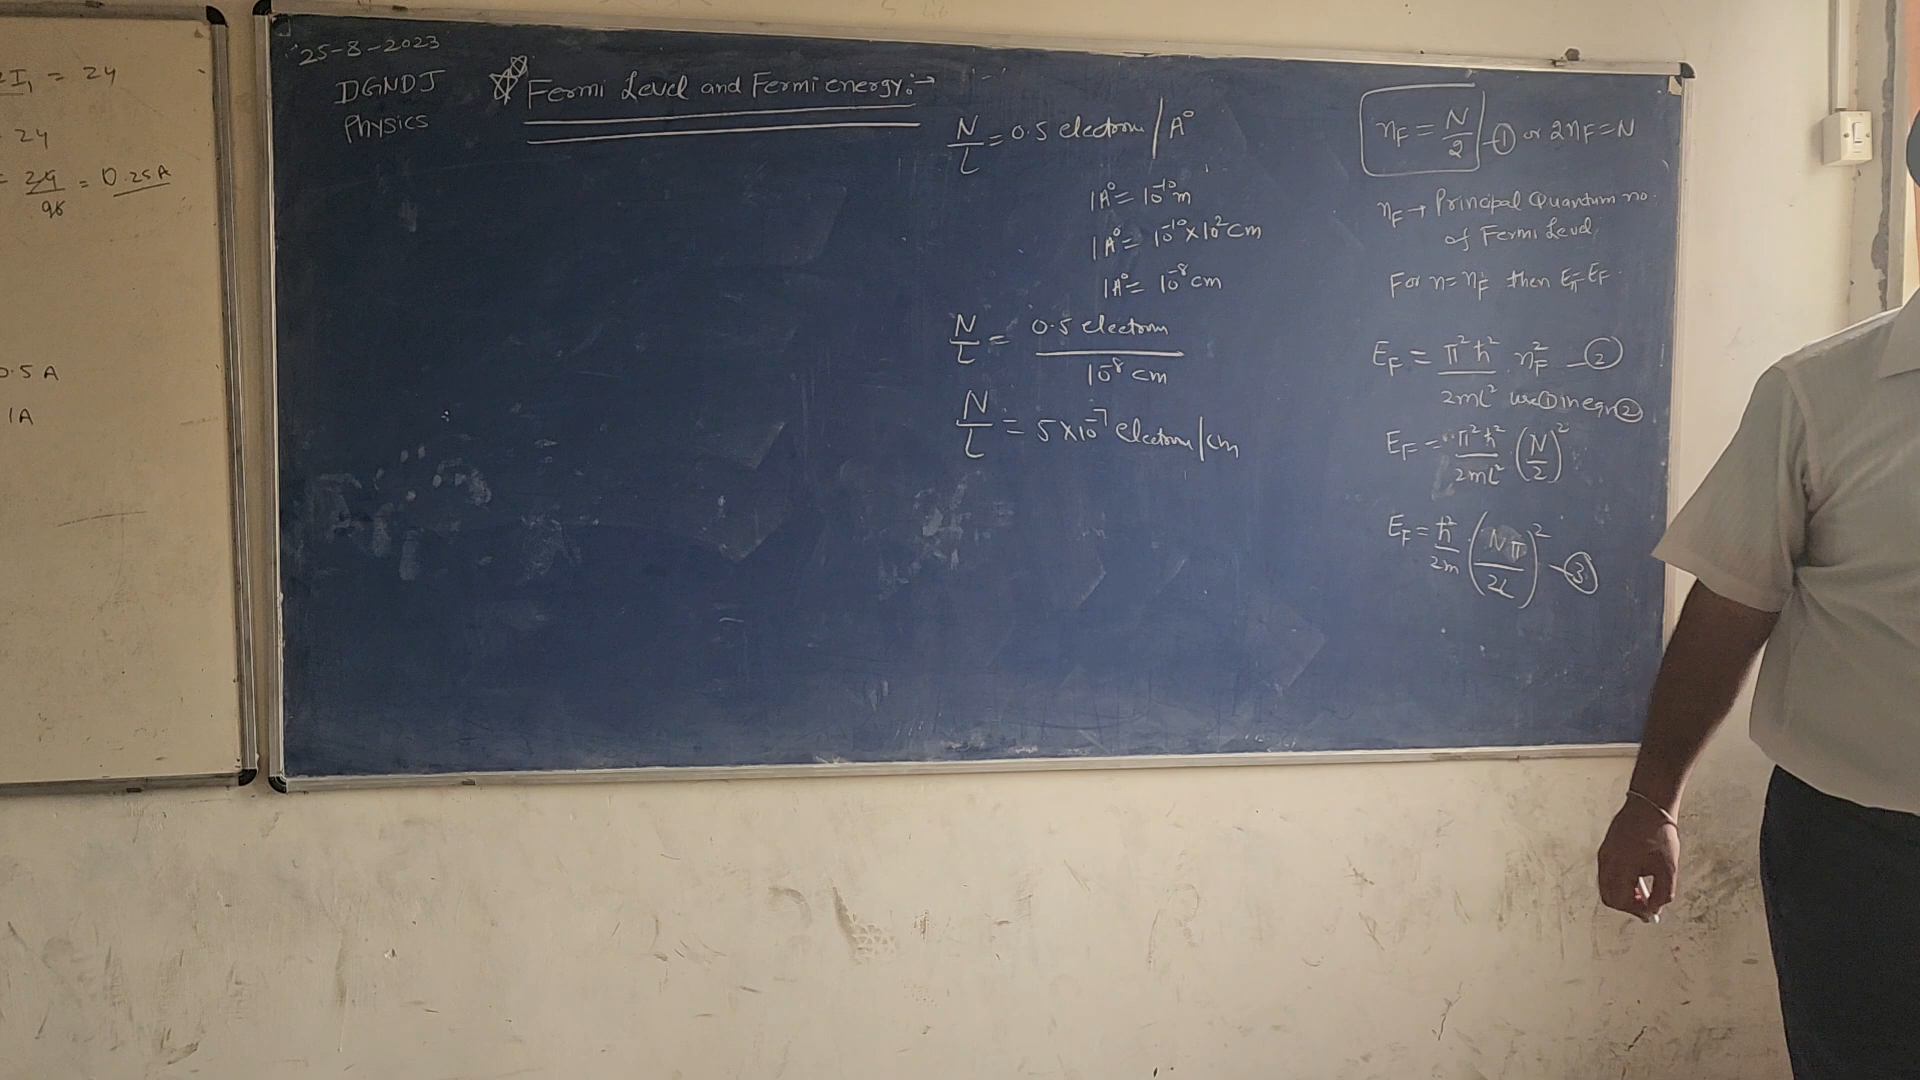 2I₁ = 24
= 24
= 24/96 = 0.25A
0.5 A
1A
25-8-2023
DGNDJ
Physics
Fermi Level and Fermi energy:→
N/L = 0.5 electron / A°
1A° = 10⁻¹⁰ m
1A° = 10⁻¹⁰ × 10² cm
1A° = 10⁻⁸ cm
N/L = 0.5 electron / 10⁻⁸ cm
N/L = 5×10⁻⁷ electron/cm
n_F = N/2 —① or 2n_F = N
n_F → Principal Quantum no.
of Fermi Level
For n = n_F then E_n = E_F
E_F = π²ħ²/2mL² n_F² —②
use ① in eqn ②
E_F = π²ħ²/2mL² (N/2)²
E_F = ħ²/2m (Nπ/2L)² —③